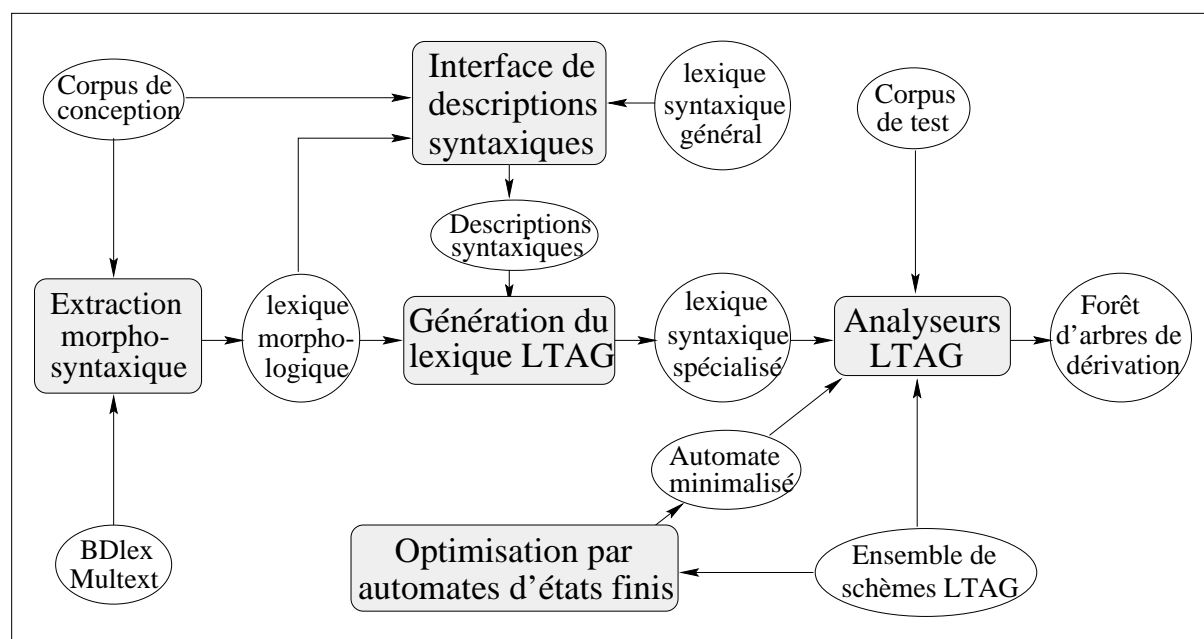 Corpus de
conception
Interface de
descriptions
syntaxiques
lexique
syntaxique
général
Corpus
de test
Descriptions
syntaxiques
Extraction
morpho-
syntaxique
lexique
morpho-
logique
Génération du
lexique LTAG
lexique
syntaxique
spécialisé
Analyseurs
LTAG
Forêt
d'arbres de
dérivation
Automate
minimalisé
BDlex
Multext
Optimisation par
automates d'états finis
Ensemble de
schèmes LTAG